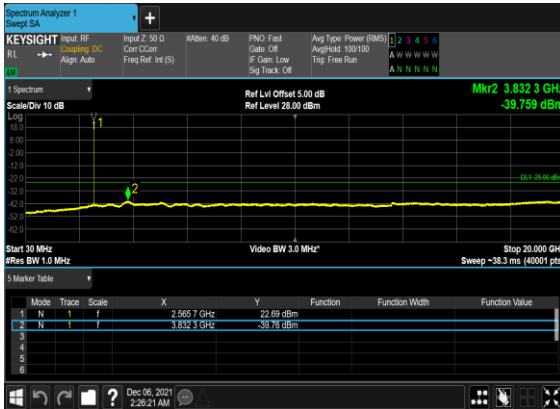 Spectrum Analyzer 1
Swept SA
KEYSIGHT
RL
Input: RF
Coupling: DC
Align: Auto
Input Z: 50 Ω
Corr CCorr
Freq Ref: Int (S)
#Atten: 40 dB
PNO: Fast
Gate: Off
IF Gain: Low
Sig Track: Off
Avg Type: Power (RMS)
Avg|Hold: 100/100
Trig: Free Run
1 2 3 4 5 6
A W W W W W
A N N N N N
1 Spectrum
Scale/Div 10 dB
Ref Lvl Offset 5.00 dB
Ref Level 28.00 dBm
Mkr2 3.832 3 GHz
-39.759 dBm
Log
18.0
8.00
-2.00
-12.0
-22.0
-32.0
-42.0
-52.0
-62.0
1
2
DL1 -25.00 dBm
Start 30 MHz
#Res BW 1.0 MHz
Video BW 3.0 MHz*
Stop 20.000 GHz
Sweep ~38.3 ms (40001 pts)
5 Marker Table
Mode Trace Scale X Y Function Function Width Function Value
1 N 1 f 2.565 7 GHz 22.69 dBm
2 N 1 f 3.832 3 GHz -39.76 dBm
3
4
5
6
?
Dec 06, 2021
2:26:21 AM